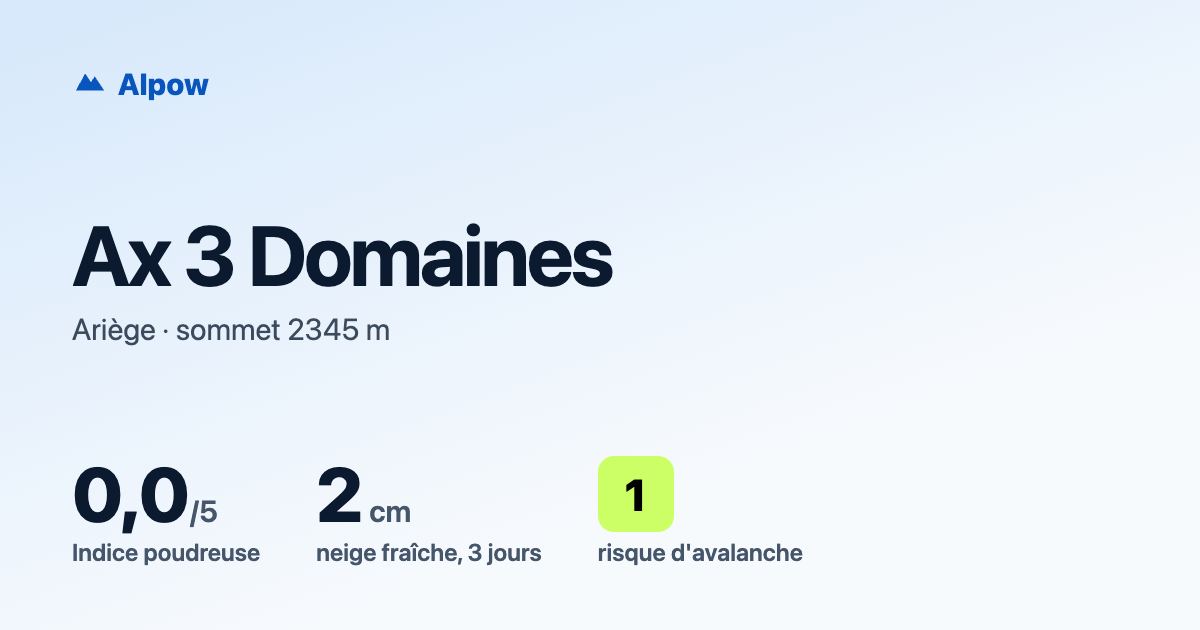 Alpow
Ax 3 Domaines
Ariège · sommet 2345 m
0,0/5
Indice poudreuse
2 cm
neige fraîche, 3 jours
1
risque d'avalanche